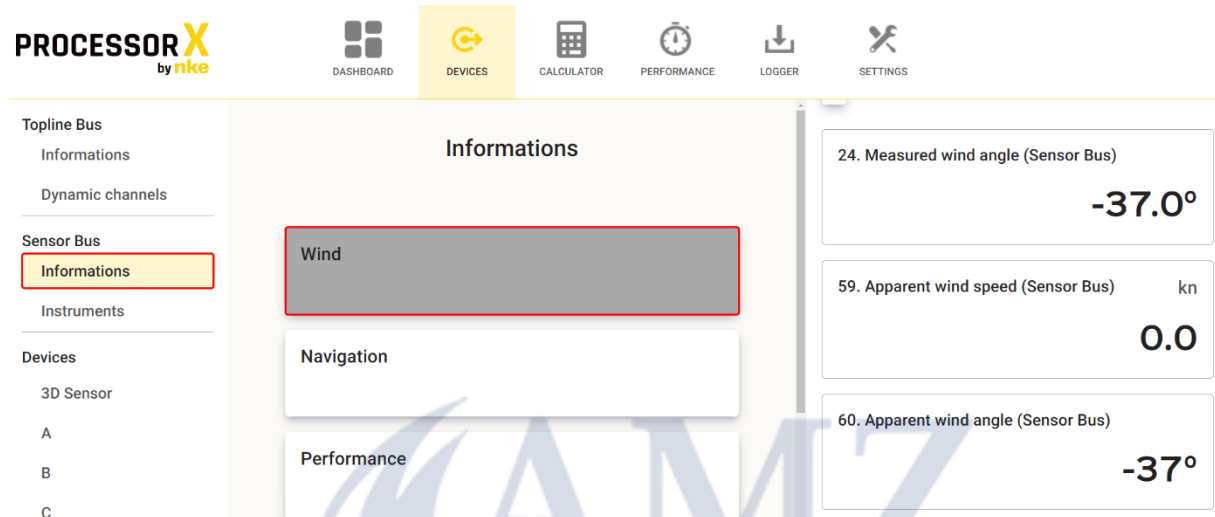 PROCESSOR X
by nke
DASHBOARD
DEVICES
CALCULATOR
PERFORMANCE
LOGGER
SETTINGS
Topline Bus
Informations
Dynamic channels
Sensor Bus
Informations
Instruments
Devices
3D Sensor
A
B
C
Informations
Wind
Navigation
Performance
24. Measured wind angle (Sensor Bus)
-37.0°
59. Apparent wind speed (Sensor Bus) kn
0.0
60. Apparent wind angle (Sensor Bus)
-37°
AMZ